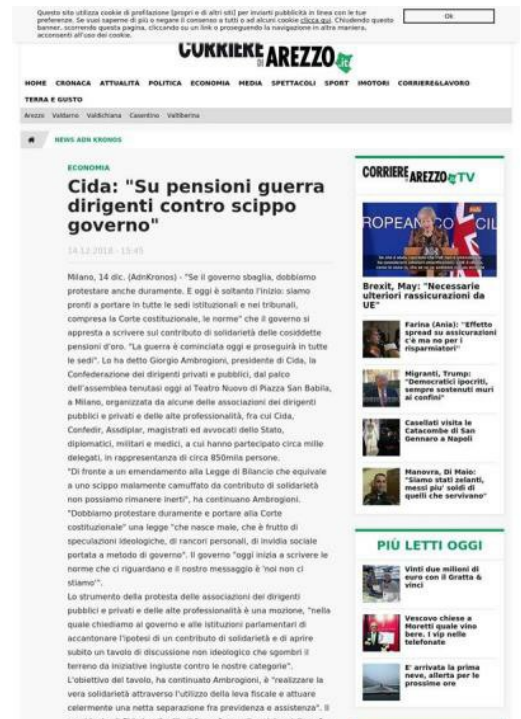 Questo sito utilizza cookie di profilazione (propri e di altri siti) per inviarti pubblicità in linea con le tue
preferenze. Se vuoi saperne di più o negare il consenso a tutti o ad alcuni cookie clicca qui. Chiudendo questo
banner, scorrendo questa pagina, cliccando su un link o proseguendo la navigazione in altra maniera,
acconsenti all'uso dei cookie.
Ok
CORRIERE DI AREZZO.it
HOME CRONACA ATTUALITÀ POLITICA ECONOMIA MEDIA SPETTACOLI SPORT IMOTORI CORRIERE&LAVORO
TERRA E GUSTO
Arezzo Valdarno Valdichiana Casentino Valtiberina
NEWS ADN KRONOS
ECONOMIA
Cida: "Su pensioni guerra
dirigenti contro scippo
governo"
14.12.2018 - 15:45
Milano, 14 dic. (AdnKronos) - "Se il governo sbaglia, dobbiamo
protestare anche duramente. E oggi è soltanto l'inizio: siamo
pronti a portare in tutte le sedi istituzionali e nei tribunali,
compresa la Corte costituzionale, le norme" che il governo si
appresta a scrivere sul contributo di solidarietà delle cosiddette
pensioni d'oro. "La guerra è cominciata oggi e proseguirà in tutte
le sedi". Lo ha detto Giorgio Ambrogioni, presidente di Cida, la
Confederazione dei dirigenti privati e pubblici, dal palco
dell'assemblea tenutasi oggi al Teatro Nuovo di Piazza San Babila,
a Milano, organizzata da alcune delle associazioni dei dirigenti
pubblici e privati e delle alte professionalità, fra cui Cida,
Confedir, Assdiplar, magistrati ed avvocati dello Stato,
diplomatici, militari e medici, a cui hanno partecipato circa mille
delegati, in rappresentanza di circa 850mila persone.
"Di fronte a un emendamento alla Legge di Bilancio che equivale
a uno scippo malamente camuffato da contributo di solidarietà
non possiamo rimanere inerti", ha continuato Ambrogioni.
"Dobbiamo protestare duramente e portare alla Corte
costituzionale" una legge "che nasce male, che è frutto di
speculazioni ideologiche, di rancori personali, di invidia sociale
portata a metodo di governo". Il governo "oggi inizia a scrivere le
norme che ci riguardano e il nostro messaggio è 'noi non ci
stiamo'".
Lo strumento della protesta delle associazioni dei dirigenti
pubblici e privati e delle alte professionalità è una mozione, "nella
quale chiediamo al governo e alle istituzioni parlamentari di
accantonare l'ipotesi di un contributo di solidarietà e di aprire
subito un tavolo di discussione non ideologico che sgombri il
terreno da iniziative ingiuste contro le nostre categorie".
L'obiettivo del tavolo, ha continuato Ambrogioni, è "realizzare la
vera solidarietà attraverso l'utilizzo della leva fiscale e attuare
celermente una netta separazione fra previdenza e assistenza". Il
CORRIERE DI AREZZO.it TV
ROPEAN CO CIL
Brexit, May: "Necessarie
ulteriori rassicurazioni da
UE"
Farina (Ania): "Effetto
spread su assicurazioni
c'è ma no per i
risparmiatori"
Migranti, Trump:
"Democratici ipocriti,
sempre sostenuti muri
ai confini"
Casellati visita le
Catacombe di San
Gennaro a Napoli
Manovra, Di Maio:
"Siamo stati zelanti,
messi piu' soldi di
quelli che servivano"
PIÙ LETTI OGGI
Vinti due milioni di
euro con il Gratta &
vinci
Vescovo chiese a
Moretti quale vino
bere. I vip nelle
telefonate
E' arrivata la prima
neve, allerta per le
prossime ore